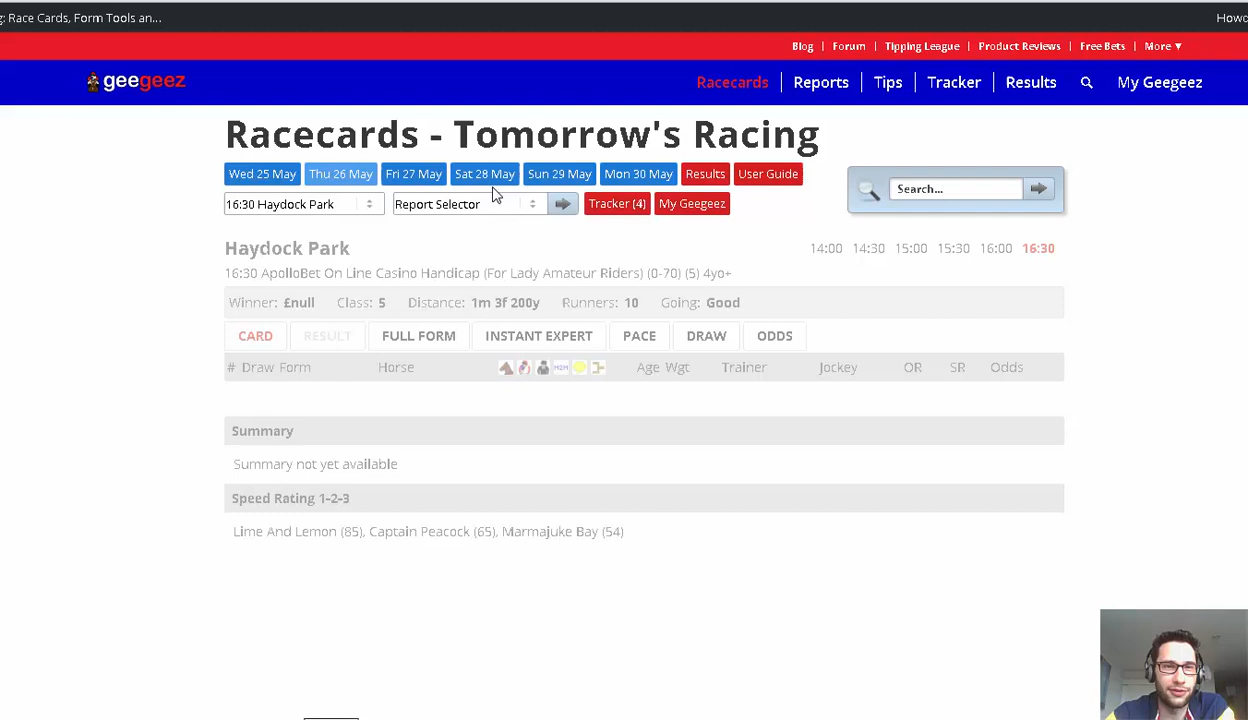 g: Race Cards, Form Tools an...
Howd
Blog | Forum | Tipping League | Product Reviews | Free Bets | More ▼
geegeez
Racecards | Reports | Tips | Tracker | Results My Geegeez
Racecards - Tomorrow's Racing
Wed 25 May Thu 26 May Fri 27 May Sat 28 May Sun 29 May Mon 30 May Results User Guide
Search...
16:30 Haydock Park Report Selector Tracker (4) My Geegeez
Haydock Park 14:00 14:30 15:00 15:30 16:00 16:30
16:30 ApolloBet On Line Casino Handicap (For Lady Amateur Riders) (0-70) (5) 4yo+
Winner: £null Class: 5 Distance: 1m 3f 200y Runners: 10 Going: Good
CARD RESULT FULL FORM INSTANT EXPERT PACE DRAW ODDS
# Draw Form Horse Age Wgt Trainer Jockey OR SR Odds
Summary
Summary not yet available
Speed Rating 1-2-3
Lime And Lemon (85), Captain Peacock (65), Marmajuke Bay (54)